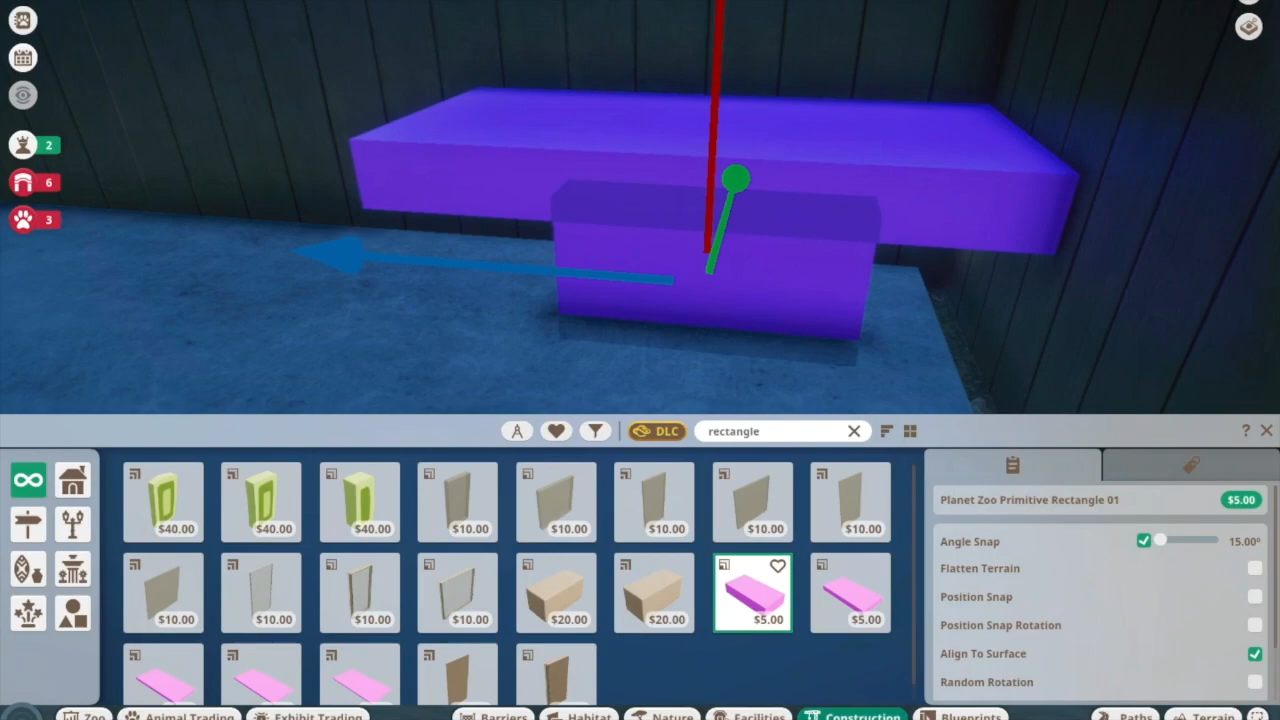 2
6
3
DLC
rectangle
?
$40.00
$40.00
$40.00
$10.00
$10.00
$10.00
$10.00
$10.00
$10.00
$10.00
$10.00
$10.00
$20.00
$20.00
$5.00
$5.00
Planet Zoo Primitive Rectangle 01
$5.00
Angle Snap
15.00°
Flatten Terrain
Position Snap
Position Snap Rotation
Align To Surface
Random Rotation
Zoo
Animal Trading
Exhibit Trading
Barriers
Habitat
Nature
Facilities
Construction
Blueprints
Paths
Terrain